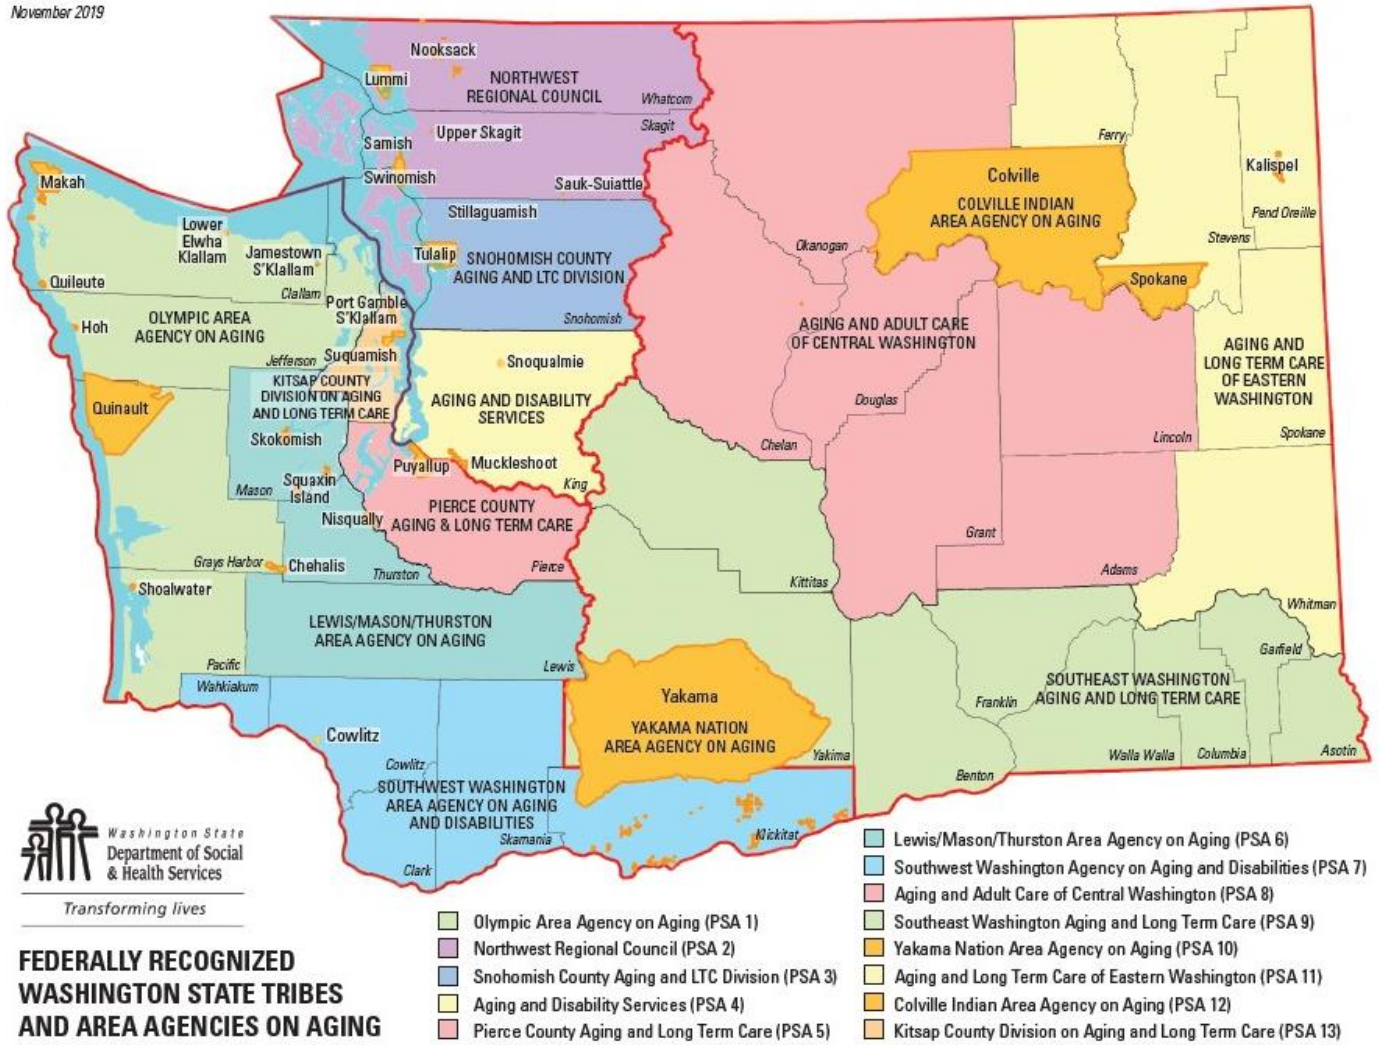 November 2019
Nooksack
Lummi
NORTHWEST
REGIONAL COUNCIL
Whatcom
Skagit
Samish
Upper Skagit
Swinomish
Sauk-Suiattle
Makah
Stillaguamish
Lower
Elwha
Klallam
Jamestown
S'Klallam
Tulalip
SNOHOMISH COUNTY
AGING AND LTC DIVISION
Quileute
Clallam
Port Gamble
S'Klallam
Snohomish
Hoh
OLYMPIC AREA
AGENCY ON AGING
Jefferson
Suquamish
Snoqualmie
KITSAP COUNTY
DIVISION ON AGING
AND LONG TERM CARE
Quinault
AGING AND DISABILITY
SERVICES
Skokomish
Puyallup
Muckleshoot
King
Mason
Squaxin
Island
Nisqually
PIERCE COUNTY
AGING & LONG TERM CARE
Grays Harbor
Chehalis
Thurston
Pierce
Shoalwater
LEWIS/MASON/THURSTON
AREA AGENCY ON AGING
Pacific
Lewis
Wahkiakum
Cowlitz
Cowlitz
SOUTHWEST WASHINGTON
AREA AGENCY ON AGING
AND DISABILITIES
Skamania
Clark
Klickitat
Ferry
Colville
COLVILLE INDIAN
AREA AGENCY ON AGING
Kalispel
Pend Oreille
Stevens
Okanogan
Spokane
AGING AND ADULT CARE
OF CENTRAL WASHINGTON
AGING AND
LONG TERM CARE
OF EASTERN
WASHINGTON
Douglas
Chelan
Lincoln
Spokane
Grant
Kittitas
Adams
Whitman
Garfield
Yakama
YAKAMA NATION
AREA AGENCY ON AGING
Yakima
SOUTHEAST WASHINGTON
AGING AND LONG TERM CARE
Franklin
Benton
Walla Walla
Columbia
Asotin
Washington State
Department of Social
& Health Services
Transforming lives
FEDERALLY RECOGNIZED
WASHINGTON STATE TRIBES
AND AREA AGENCIES ON AGING
Olympic Area Agency on Aging (PSA 1)
Northwest Regional Council (PSA 2)
Snohomish County Aging and LTC Division (PSA 3)
Aging and Disability Services (PSA 4)
Pierce County Aging and Long Term Care (PSA 5)
Lewis/Mason/Thurston Area Agency on Aging (PSA 6)
Southwest Washington Agency on Aging and Disabilities (PSA 7)
Aging and Adult Care of Central Washington (PSA 8)
Southeast Washington Aging and Long Term Care (PSA 9)
Yakama Nation Area Agency on Aging (PSA 10)
Aging and Long Term Care of Eastern Washington (PSA 11)
Colville Indian Area Agency on Aging (PSA 12)
Kitsap County Division on Aging and Long Term Care (PSA 13)